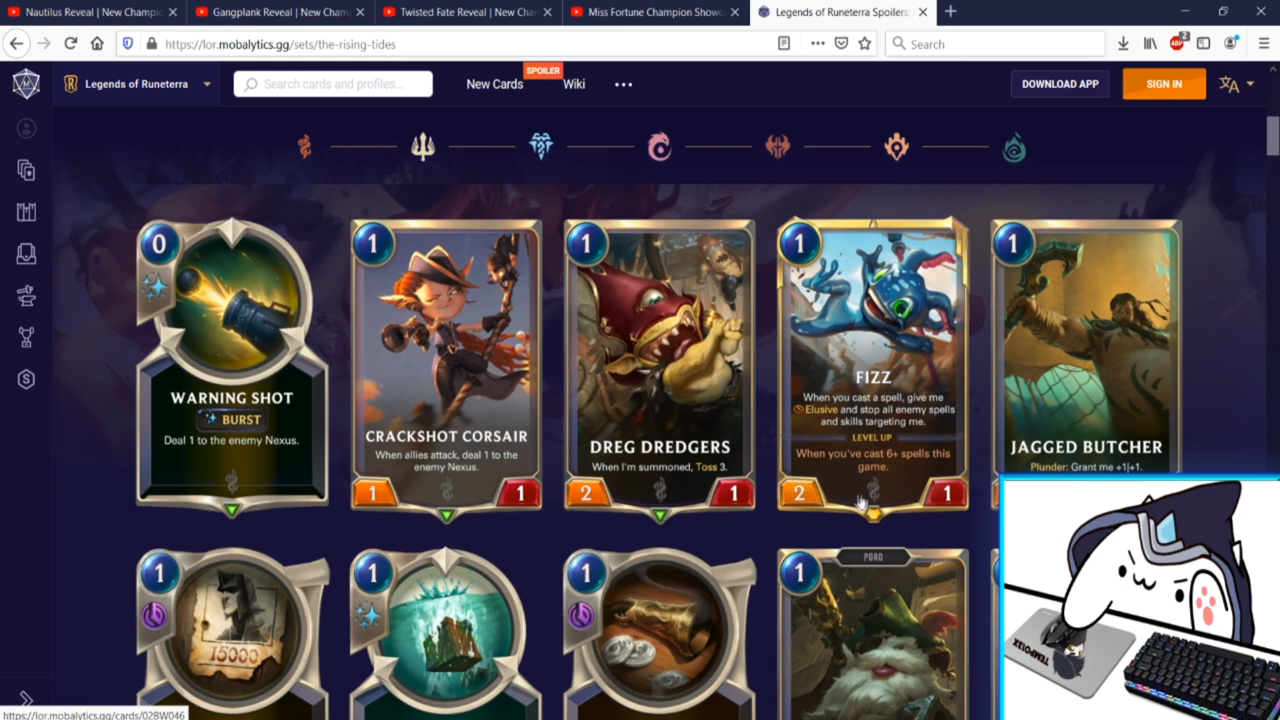 Nautilus Reveal | New Champio
Gangplank Reveal | New Cham
Twisted Fate Reveal | New Cha
Miss Fortune Champion Showc
Legends of Runeterra Spoilers
https://lor.mobalytics.gg/sets/the-rising-tides
Search
ABP
2
Legends of Runeterra
Search cards and profiles...
New Cards
SPOILER
Wiki
DOWNLOAD APP
SIGN IN
0
WARNING SHOT
BURST
Deal 1 to the enemy Nexus.
1
CRACKSHOT CORSAIR
When allies attack, deal 1 to the
enemy Nexus.
1
1
1
DREG DREDGERS
When I'm summoned, Toss 3.
2
1
1
FIZZ
When you cast a spell, give me
Elusive and stop all enemy spells
and skills targeting me.
LEVEL UP
When you've cast 6+ spells this
game.
2
1
1
JAGGED BUTCHER
Plunder: Grant me +1|+1.
1
15000
1
1
1
PORO
TEMPO13X
https://lor.mobalytics.gg/cards/02BW046